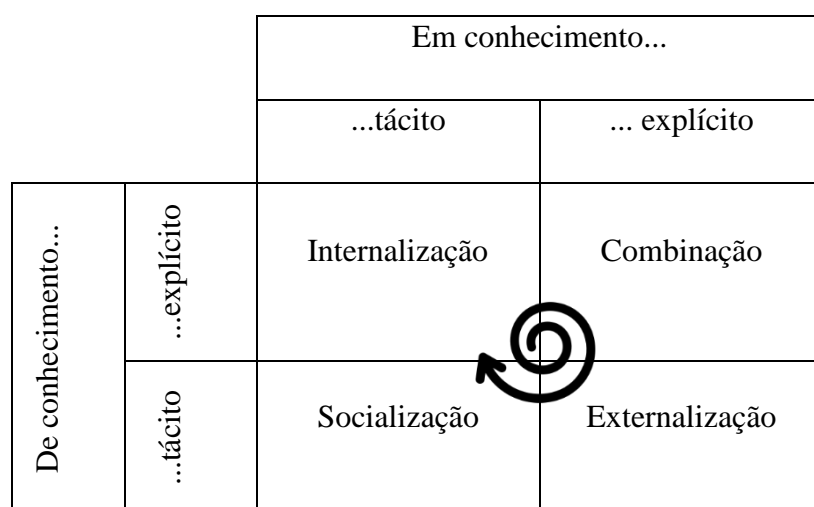 Em conhecimento...
...tácito
... explícito
De conhecimento...
...explícito
Internalização
Combinação
...tácito
Socialização
Externalização